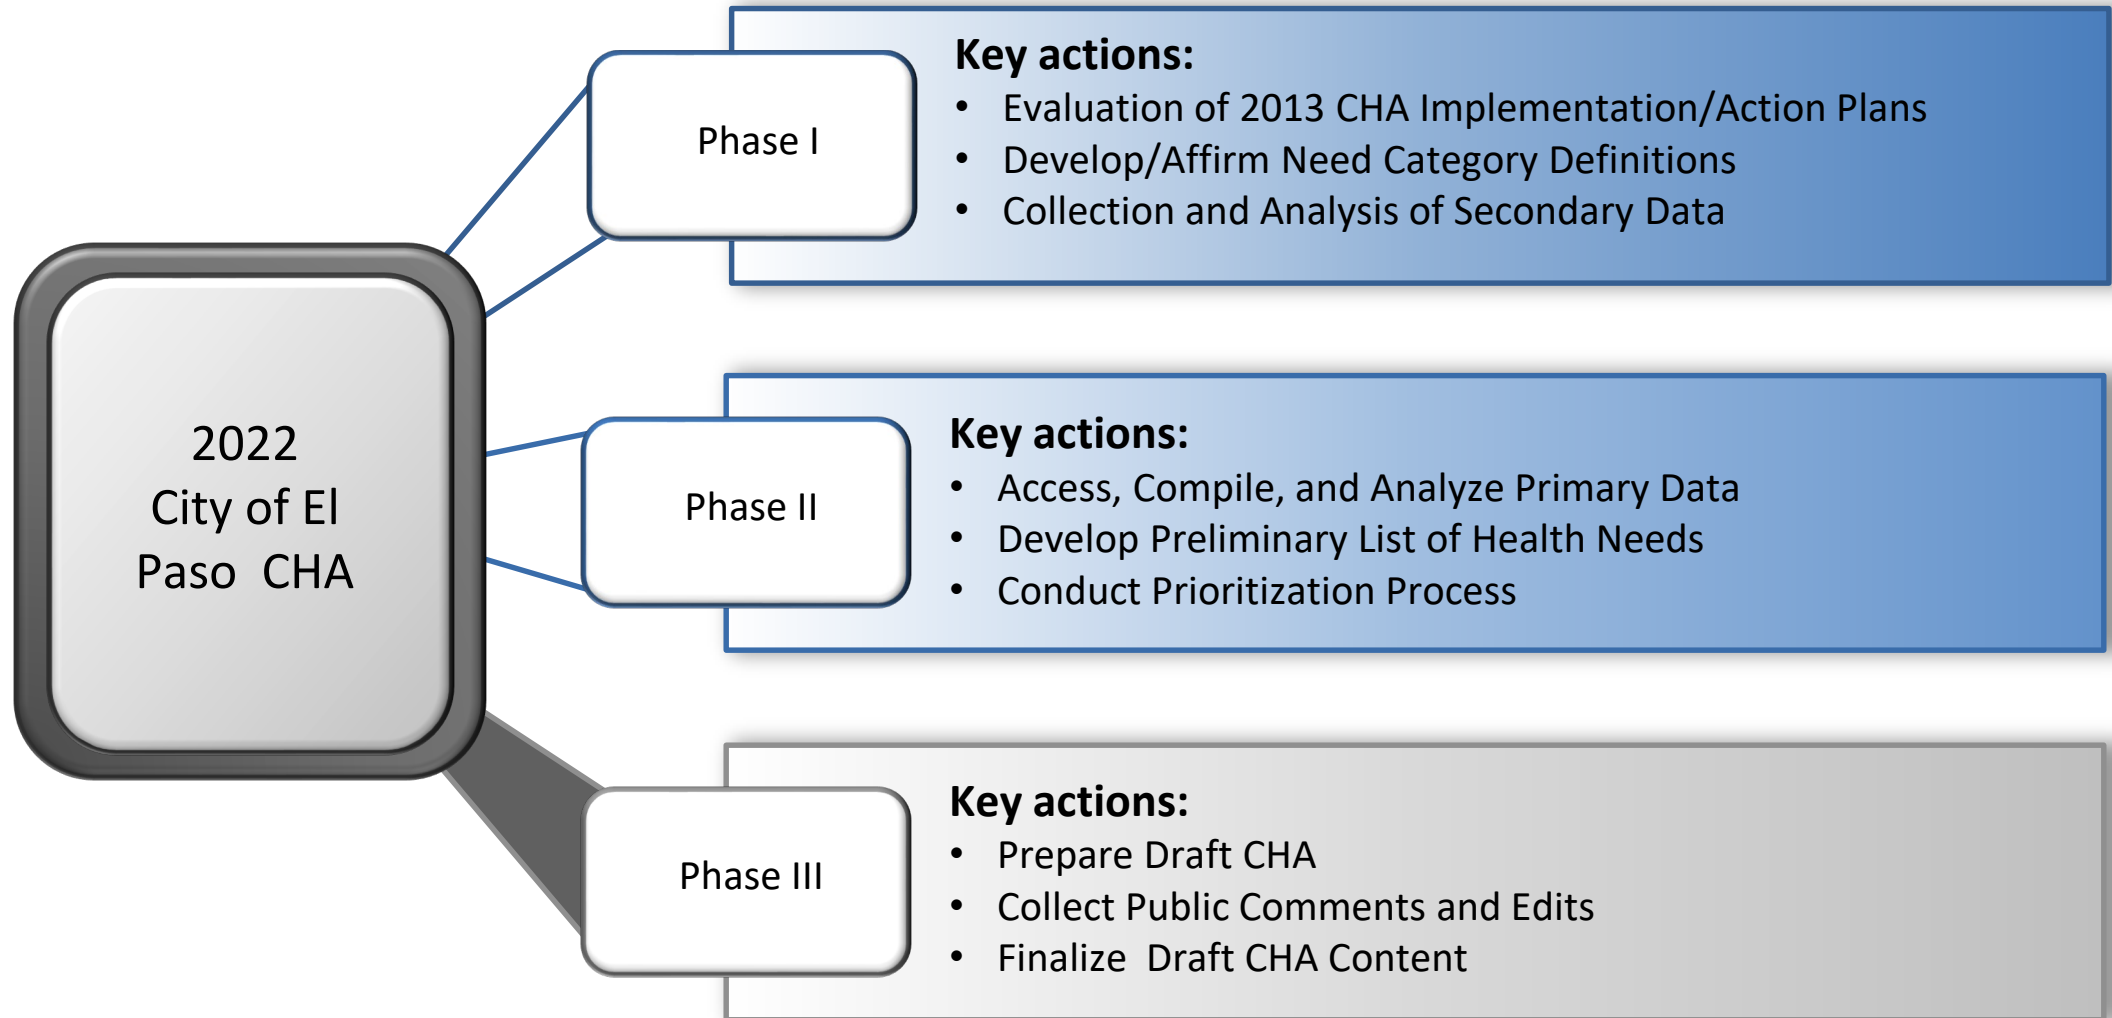 2022
City of El
Paso  CHA
Phase I
Key actions:
• Evaluation of 2013 CHA Implementation/Action Plans
• Develop/Affirm Need Category Definitions
• Collection and Analysis of Secondary Data
Phase II
Key actions:
• Access, Compile, and Analyze Primary Data
• Develop Preliminary List of Health Needs
• Conduct Prioritization Process
Phase III
Key actions:
• Prepare Draft CHA
• Collect Public Comments and Edits
• Finalize  Draft CHA Content